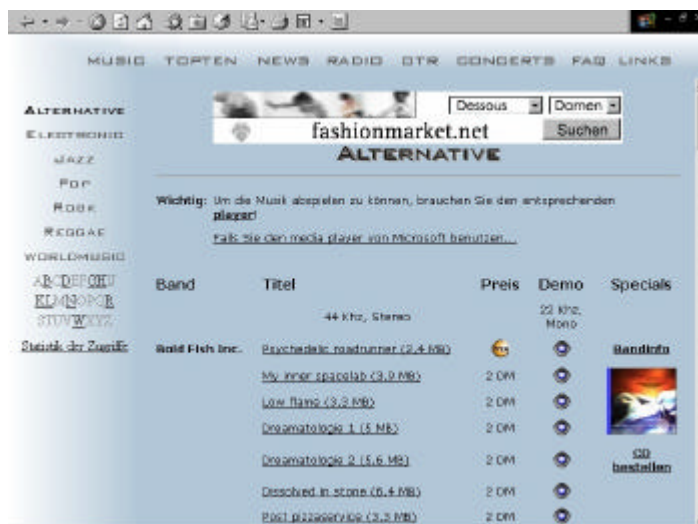 MUSIC TOPTEN NEWS RADIO OTR CONCERTS FAQ LINKS
Dessous Damen
fashionmarket.net Suchen
ALTERNATIVE
ALTERNATIVE
ELECTRONIC
JAZZ
POP
ROCK
REGGAE
WORLDMUSIC
ABCDEFGHIJ
KLMNOPQR
STUVWXYZ
Statistik der Zugriffe
Wichtig: Um die Musik abspielen zu können, brauchen Sie den entsprechenden
player!
Falls Sie den media player von Microsoft benutzen...
Band Titel Preis Demo Specials
44 Khz, Stereo 22 Khz,
Mono
Bold Fish Inc. Psychedelic roadrunner (2,4 MB) Bandinfo
My inner spacelab (3,9 MB) 2 DM
Low flame (3,3 MB) 2 DM
Dreamatologie 1 (5 MB) 2 DM
Dreamatologie 2 (5,6 MB) 2 DM CD
bestellen
Dissolved in stone (6,4 MB) 2 DM
Post pizzaservice (3,3 MB) 2 DM